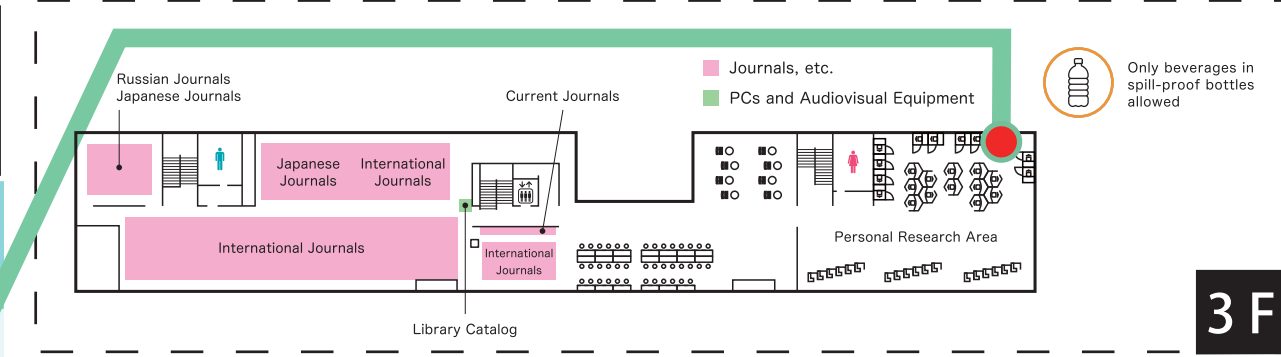 Russian Journals
Japanese Journals
Current Journals
Journals, etc.
PCs and Audiovisual Equipment
Only beverages in
spill-proof bottles
allowed
Japanese
Journals
International
Journals
International Journals
International
Journals
Personal Research Area
Library Catalog
3 F